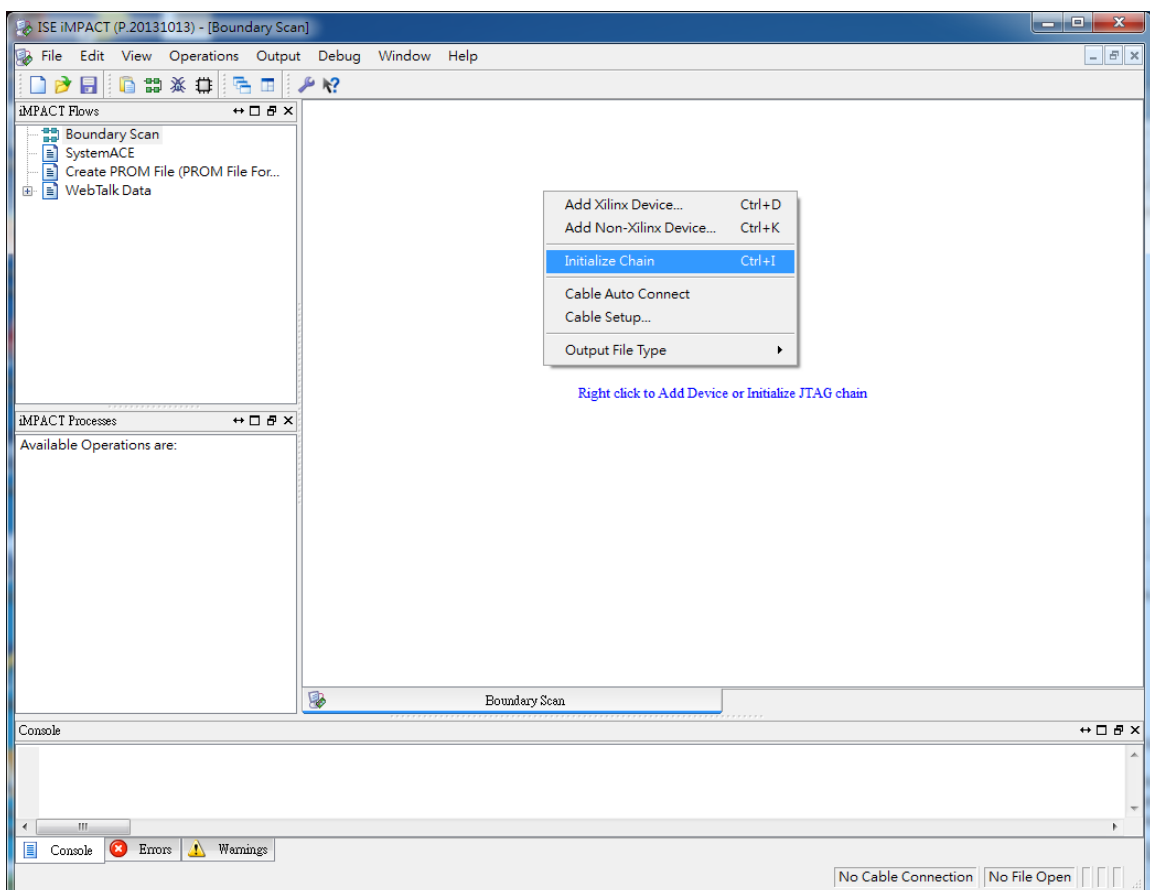 ISE iMPACT (P.20131013) - [Boundary Scan]
File Edit View Operations Output Debug Window Help
iMPACT Flows
Boundary Scan
SystemACE
Create PROM File (PROM File For...
WebTalk Data
Add Xilinx Device... Ctrl+D
Add Non-Xilinx Device... Ctrl+K
Initialize Chain Ctrl+I
Cable Auto Connect
Cable Setup...
Output File Type
Right click to Add Device or Initialize JTAG chain
iMPACT Processes
Available Operations are:
Boundary Scan
Console
Console Errors Warnings
No Cable Connection No File Open